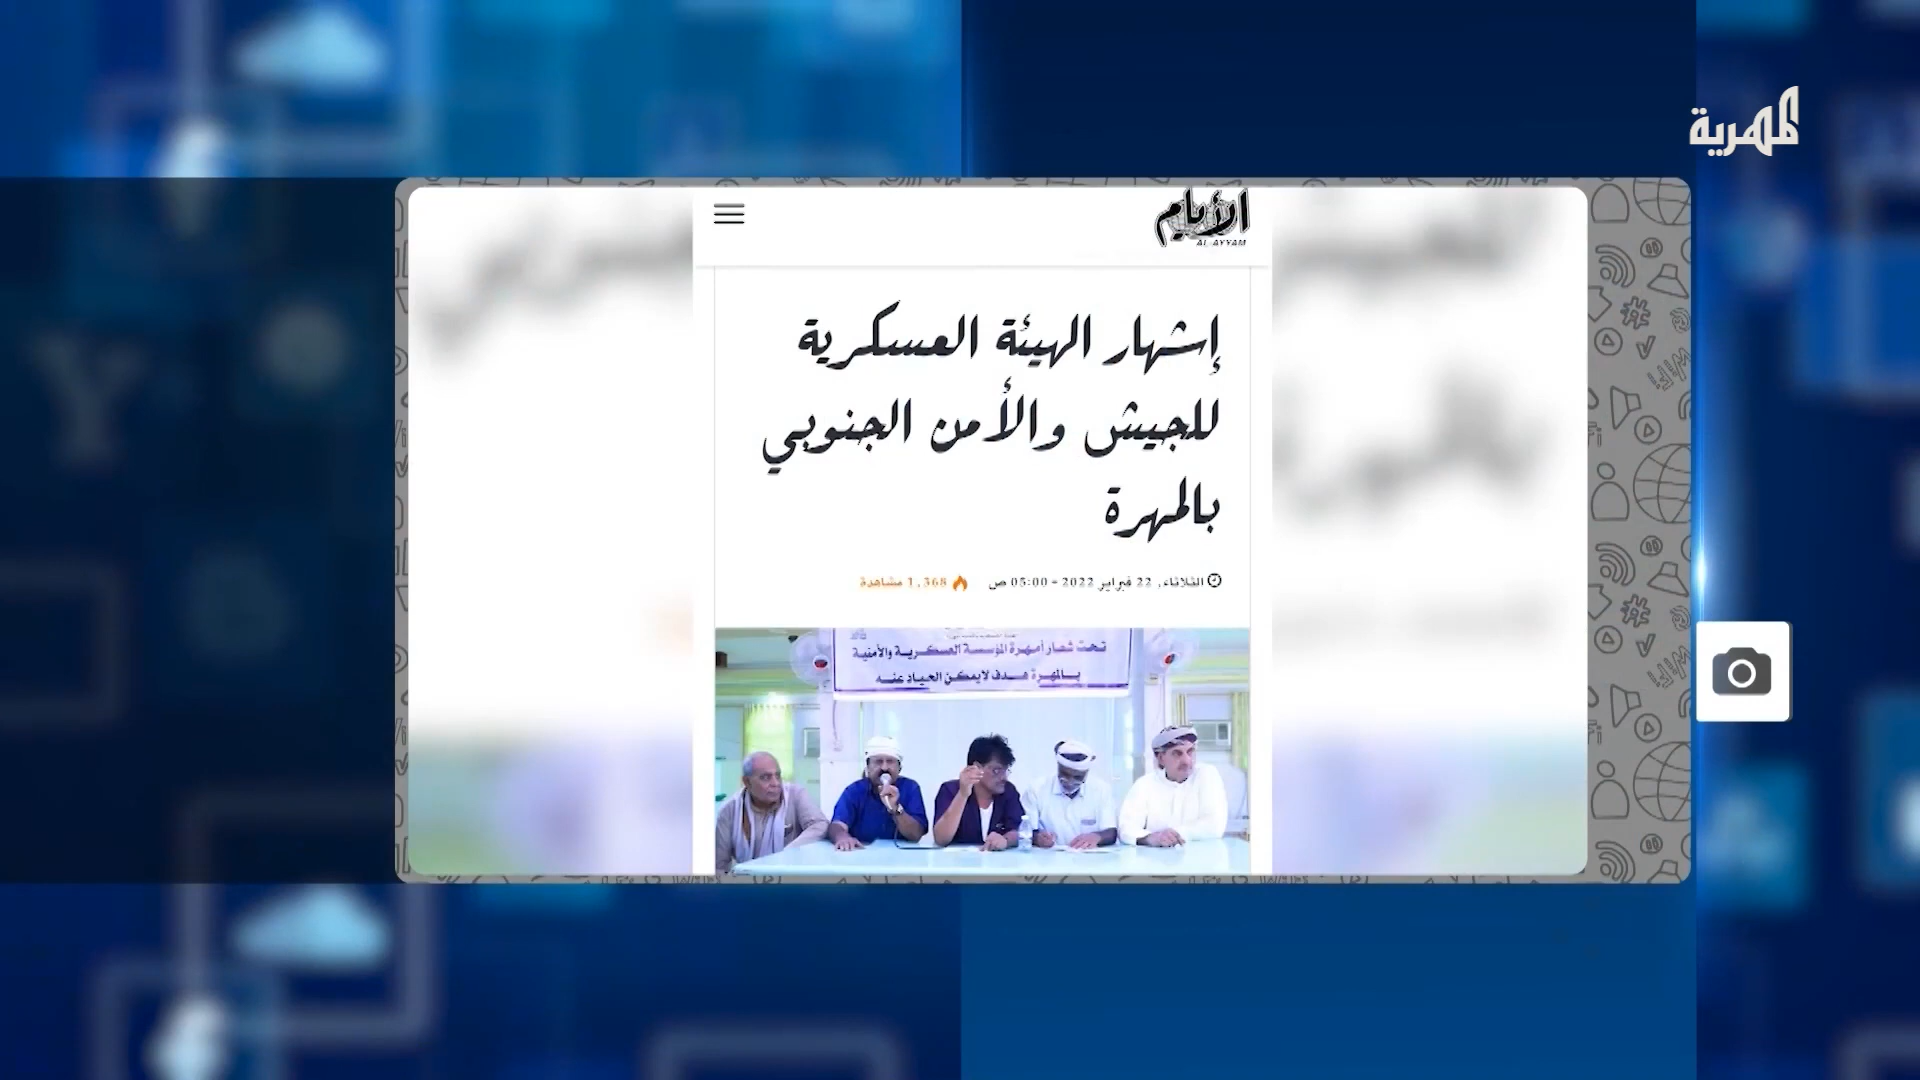 المهرية
الأيام
AL-AYYAM
إشهار الهيئة العسكرية
للجيش والأمن الجنوبي
بالمهرة
الثلاثاء, 22 فبراير 2022 - 05:00 ص 1,368 مشاهدة
تحت شعار أمهرة المؤسسة العسكرية والأمنية
بالمهرة هدف لايمكن الحياد عنه